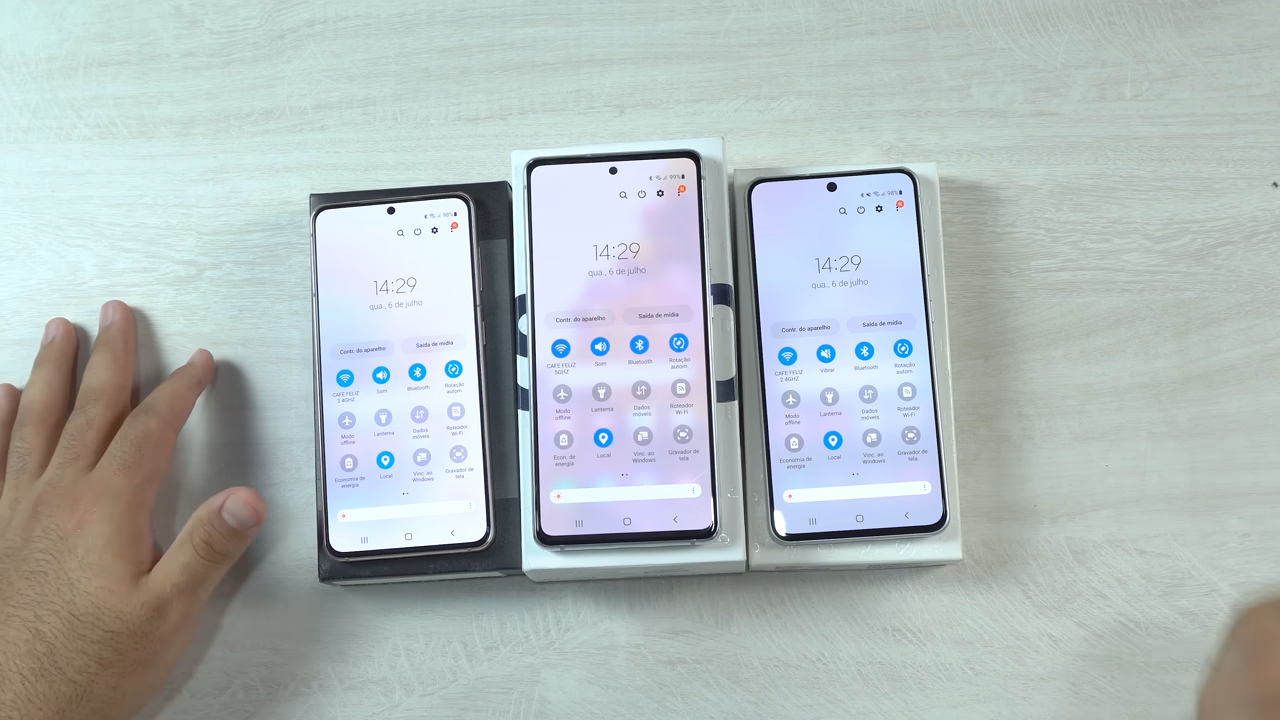 98%
14:29
qua., 6 de julho
Contr. do aparelho
Saída de mídia
CAFE FELIZ
2.4GHZ
Som
Bluetooth
Rotação
autom.
Modo
offline
Lanterna
Dados
móveis
Roteador
Wi-Fi
Economia de
energia
Local
Vinc. ao
Windows
Gravador de
tela
99%
14:29
qua., 6 de julho
Contr. do aparelho
Saída de mídia
CAFE FELIZ
5GHZ
Som
Bluetooth
Rotação
autom.
Modo
offline
Lanterna
Dados
móveis
Roteador
Wi-Fi
Econ. de
energia
Local
Vinc. ao
Windows
Gravador de
tela
98%
14:29
qua., 6 de julho
Contr. do aparelho
Saída de mídia
CAFE FELIZ
2.4GHZ
Vibrar
Bluetooth
Rotação
autom.
Modo
offline
Lanterna
Dados
móveis
Roteador
Wi-Fi
Econ. de
energia
Local
Vinc. ao
Windows
Gravador de
tela